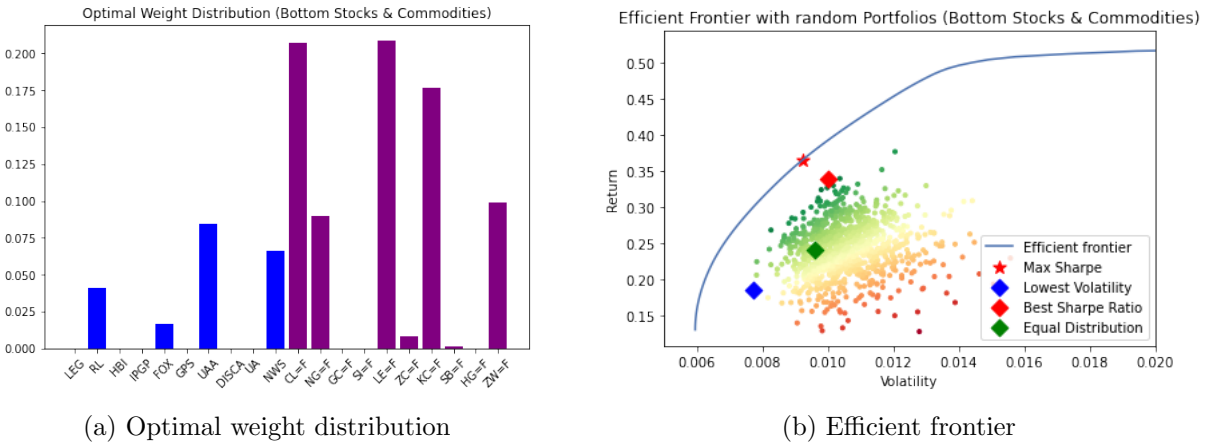 Optimal Weight Distribution (Bottom Stocks & Commodities)
0.200
0.175
0.150
0.125
0.100
0.075
0.050
0.025
0.000
LEG
RL
HBI
IPGP
FOX
GPS
UAA
DISCA
UA
NWS
CL=F
NG=F
GC=F
SI=F
LE=F
ZC=F
KC=F
SB=F
HG=F
ZW=F
(a) Optimal weight distribution
Efficient Frontier with random Portfolios (Bottom Stocks & Commodities)
Return
0.50
0.45
0.40
0.35
0.30
0.25
0.20
0.15
Efficient frontier
Max Sharpe
Lowest Volatility
Best Sharpe Ratio
Equal Distribution
0.006
0.008
0.010
0.012
0.014
0.016
0.018
0.020
Volatility
(b) Efficient frontier